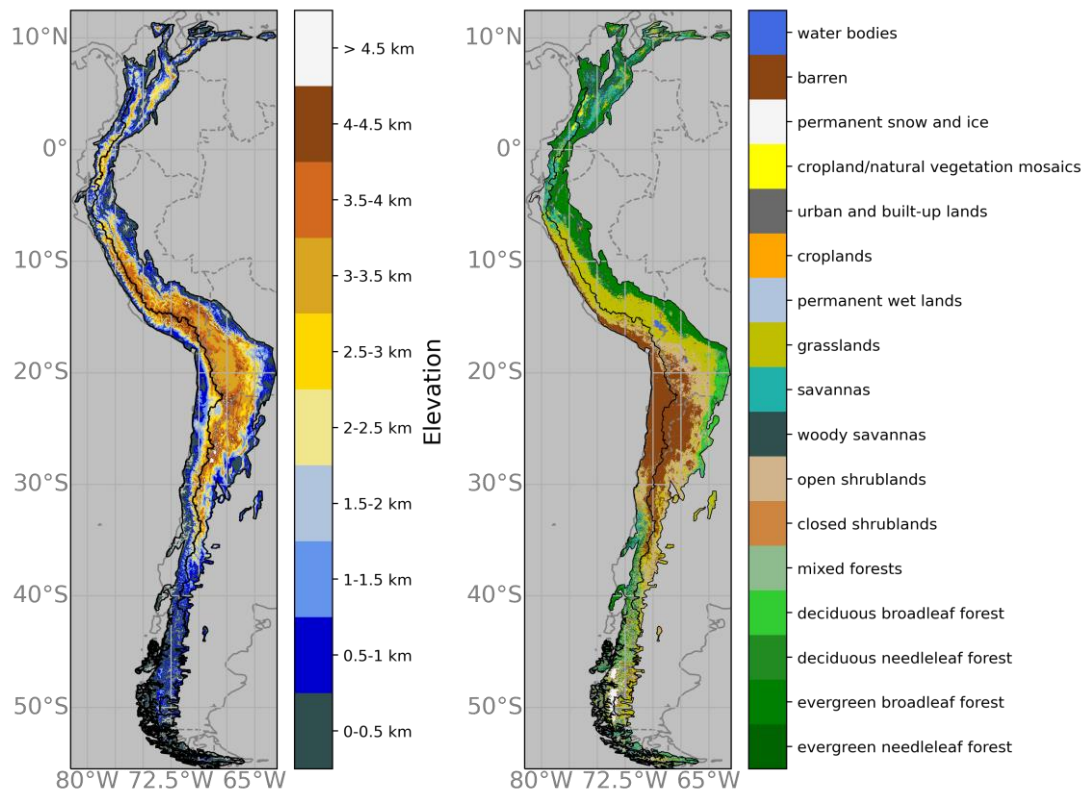 10°N
0°
10°S
20°S
30°S
40°S
50°S
80°W 72.5°W 65°W
> 4.5 km
4-4.5 km
3.5-4 km
3-3.5 km
2.5-3 km
2-2.5 km
1.5-2 km
1-1.5 km
0.5-1 km
0-0.5 km
Elevation
10°N
0°
10°S
20°S
30°S
40°S
50°S
80°W 72.5°W 65°W
water bodies
barren
permanent snow and ice
cropland/natural vegetation mosaics
urban and built-up lands
croplands
permanent wet lands
grasslands
savannas
woody savannas
open shrublands
closed shrublands
mixed forests
deciduous broadleaf forest
deciduous needleleaf forest
evergreen broadleaf forest
evergreen needleleaf forest